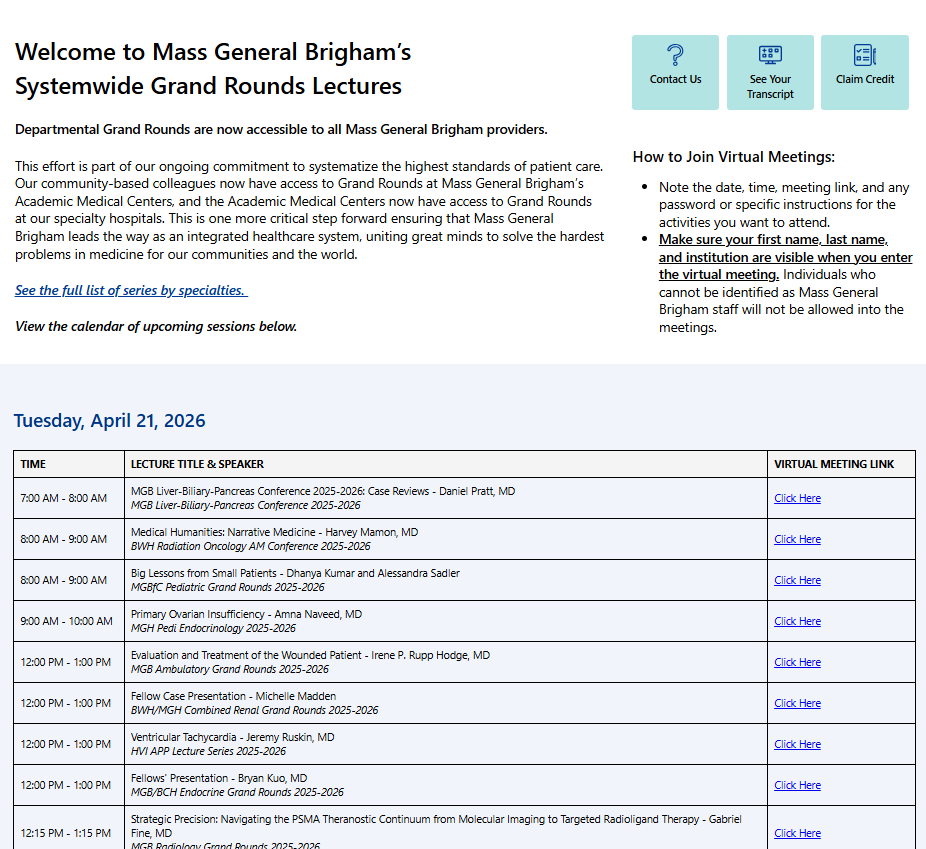 Welcome to Mass General Brigham's
Systemwide Grand Rounds Lectures
Departmental Grand Rounds are now accessible to all Mass General Brigham providers.
This effort is part of our ongoing commitment to systematize the highest standards of patient care.
Our community-based colleagues now have access to Grand Rounds at Mass General Brigham's
Academic Medical Centers, and the Academic Medical Centers now have access to Grand Rounds
at our specialty hospitals. This is one more critical step forward ensuring that Mass General
Brigham leads the way as an integrated healthcare system, uniting great minds to solve the hardest
problems in medicine for our communities and the world.
See the full list of series by specialties.
View the calendar of upcoming sessions below.
Contact Us
See Your
Transcript
Claim Credit
How to Join Virtual Meetings:
• Note the date, time, meeting link, and any
password or specific instructions for the
activities you want to attend.
• Make sure your first name, last name,
and institution are visible when you enter
the virtual meeting. Individuals who
cannot be identified as Mass General
Brigham staff will not be allowed into the
meetings.
Tuesday, April 21, 2026
TIME LECTURE TITLE & SPEAKER VIRTUAL MEETING LINK
7:00 AM - 8:00 AM MGB Liver-Biliary-Pancreas Conference 2025-2026: Case Reviews - Daniel Pratt, MD Click Here
MGB Liver-Biliary-Pancreas Conference 2025-2026
8:00 AM - 9:00 AM Medical Humanities: Narrative Medicine - Harvey Mamon, MD Click Here
BWH Radiation Oncology AM Conference 2025-2026
8:00 AM - 9:00 AM Big Lessons from Small Patients - Dhanya Kumar and Alessandra Sadler Click Here
MGBfC Pediatric Grand Rounds 2025-2026
9:00 AM - 10:00 AM Primary Ovarian Insufficiency - Amna Naveed, MD Click Here
MGH Pedi Endocrinology 2025-2026
12:00 PM - 1:00 PM Evaluation and Treatment of the Wounded Patient - Irene P. Rupp Hodge, MD Click Here
MGB Ambulatory Grand Rounds 2025-2026
12:00 PM - 1:00 PM Fellow Case Presentation - Michelle Madden Click Here
BWH/MGH Combined Renal Grand Rounds 2025-2026
12:00 PM - 1:00 PM Ventricular Tachycardia - Jeremy Ruskin, MD Click Here
HVI APP Lecture Series 2025-2026
12:00 PM - 1:00 PM Fellows' Presentation - Bryan Kuo, MD Click Here
MGB/BCH Endocrine Grand Rounds 2025-2026
12:15 PM - 1:15 PM Strategic Precision: Navigating the PSMA Theranostic Continuum from Molecular Imaging to Targeted Radioligand Therapy - Gabriel Click Here
Fine, MD
MGB Radiology Grand Rounds 2025-2026